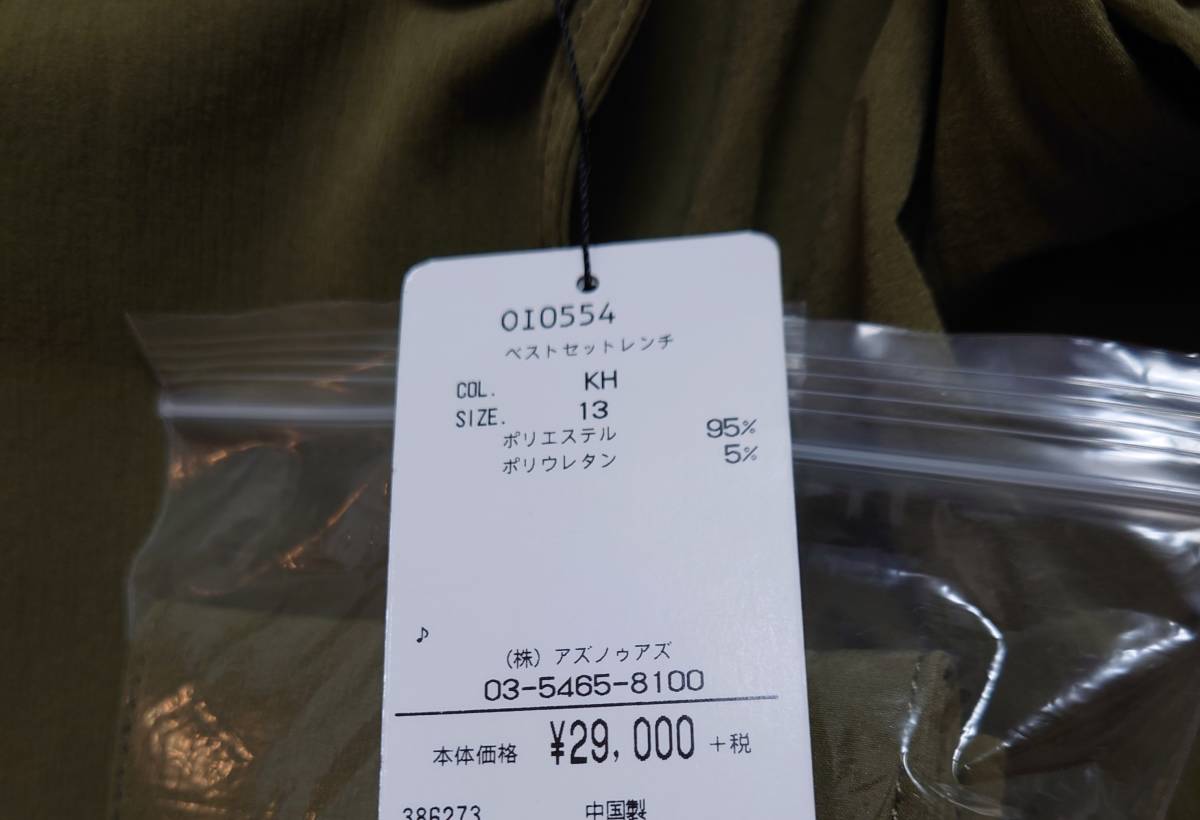 OI0554
ベストセットレンチ
COL. KH
SIZE. 13
ポリエステル 95%
ポリウレタン 5%
♪
(株) アズノゥアズ
03-5465-8100
本体価格 ¥29,000 +税
386273 中国製